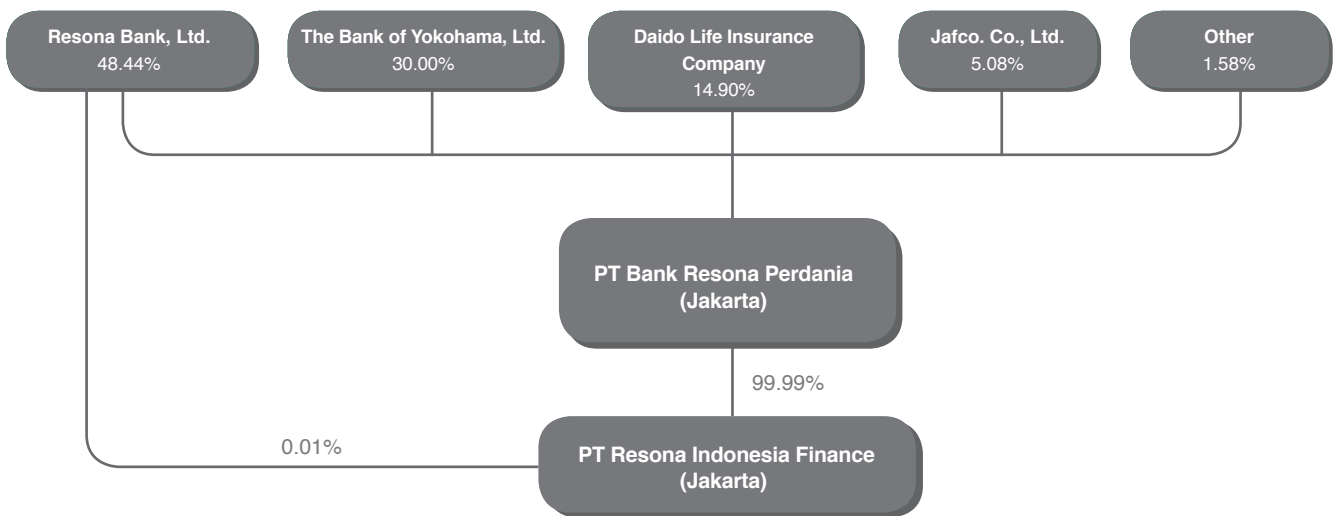 Resona Bank, Ltd.
48.44%
The Bank of Yokohama, Ltd.
30.00%
Daido Life Insurance
Company
14.90%
Jafco. Co., Ltd.
5.08%
Other
1.58%
PT Bank Resona Perdania
(Jakarta)
99.99%
0.01%
PT Resona Indonesia Finance
(Jakarta)